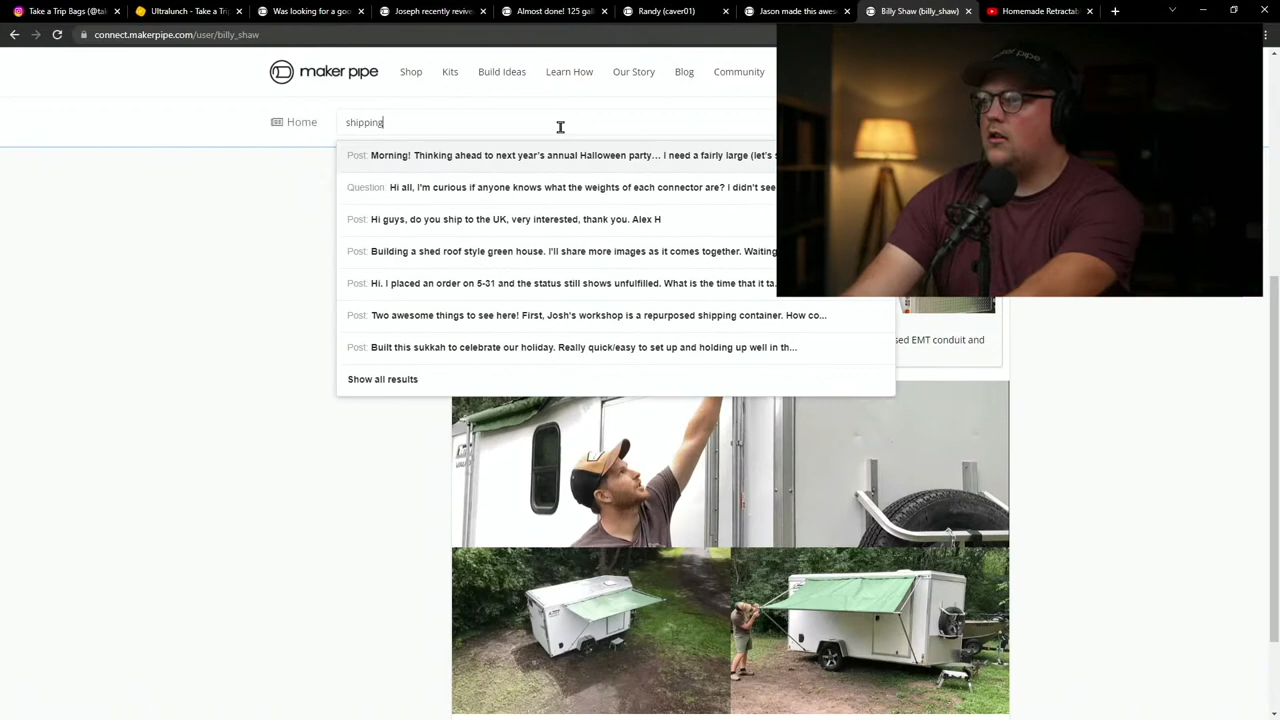 Take a Trip Bags (@tak
Ultralunch - Take a Trip
Was looking for a goo
Joseph recently revie
Almost done! 125 gal
Randy (caver01)
Jason made this awes
Billy Shaw (billy_shaw)
Homemade Retractab
connect.makerpipe.com/user/billy_shaw
maker pipe
Shop
Kits
Build Ideas
Learn How
Our Story
Blog
Community
Home
shipping
Post: Morning! Thinking ahead to next year's annual Halloween party… I need a fairly large (let's s
Question: Hi all, I'm curious if anyone knows what the weights of each connector are? I didn't see
Post: Hi guys, do you ship to the UK, very interested, thank you. Alex H
Post: Building a shed roof style green house. I'll share more images as it comes together. Waiting
Post: Hi. I placed an order on 5-31 and the status still shows unfulfilled. What is the time that it ta.
Post: Two awesome things to see here! First, Josh's workshop is a repurposed shipping container. How co...
sed EMT conduit and
Post: Built this sukkah to celebrate our holiday. Really quick/easy to set up and holding up well in th...
Show all results